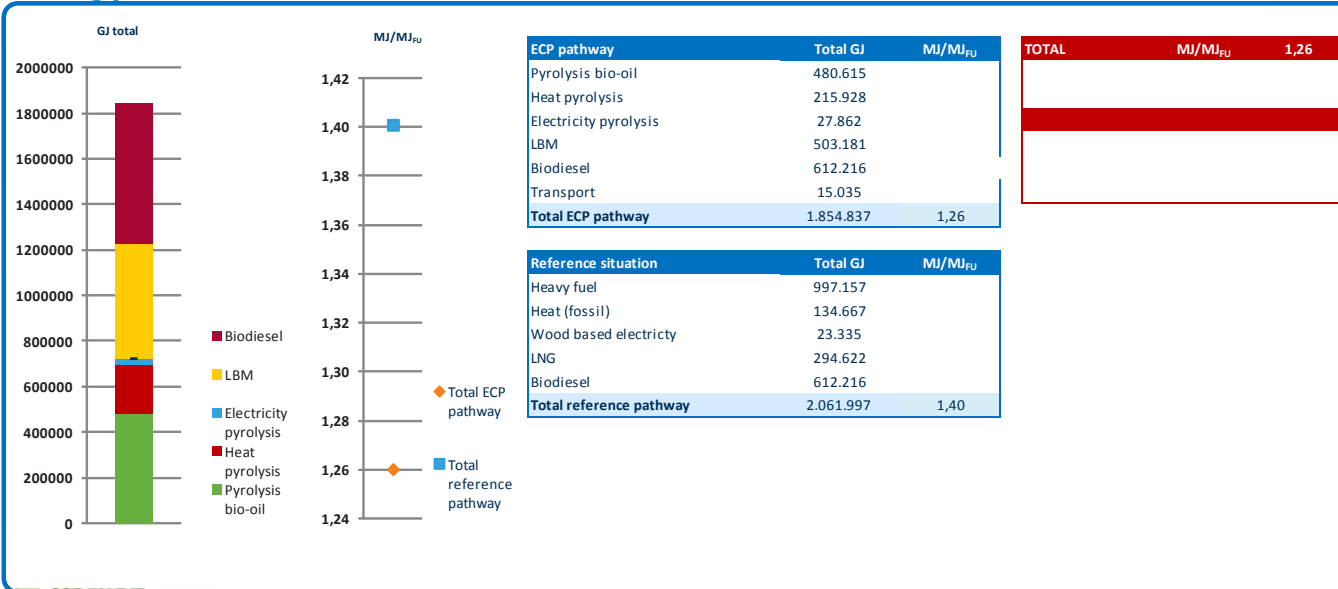 GJ total
2000000
1800000
1600000
1400000
1200000
1000000
800000
600000
400000
200000
0
Biodiesel
LBM
Electricity
pyrolysis
Heat
pyrolysis
Pyrolysis
bio-oil
MJ/MJFU
1,42
1,40
1,38
1,36
1,34
1,32
1,30
1,28
1,26
1,24
Total ECP
pathway
Total
reference
pathway
ECP pathway Total GJ MJ/MJFU
Pyrolysis bio-oil 480.615
Heat pyrolysis 215.928
Electricity pyrolysis 27.862
LBM 503.181
Biodiesel 612.216
Transport 15.035
Total ECP pathway 1.854.837 1,26
Reference situation Total GJ MJ/MJFU
Heavy fuel 997.157
Heat (fossil) 134.667
Wood based electricty 23.335
LNG 294.622
Biodiesel 612.216
Total reference pathway 2.061.997 1,40
TOTAL MJ/MJFU 1,26